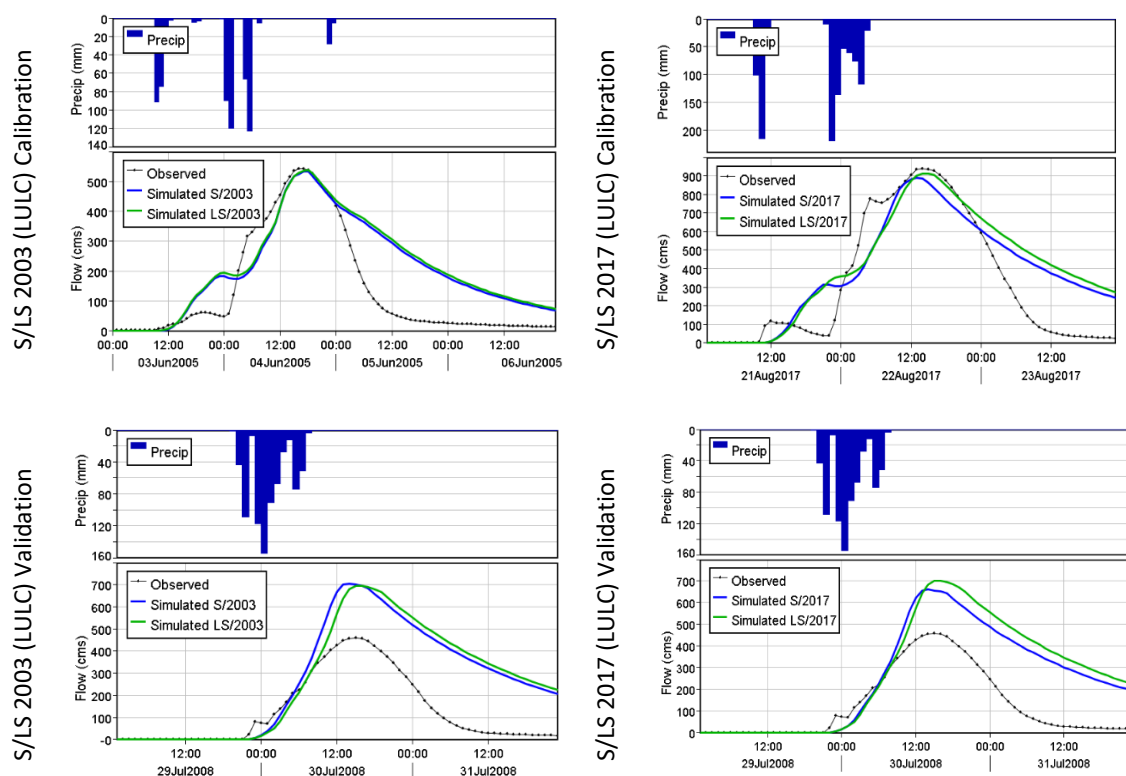 S/LS 2003 (LULC) Calibration
Precip (mm)
0
20
40
60
80
100
120
140
Precip
Flow (cms)
500
400
300
200
100
0
Observed
Simulated S/2003
Simulated LS/2003
00:00 12:00 00:00 12:00 00:00 12:00 00:00
03Jun2005 04Jun2005 05Jun2005 06Jun2005
S/LS 2017 (LULC) Calibration
Precip (mm)
0
50
100
150
200
Precip
Flow (cms)
900
800
700
600
500
400
300
200
100
0
Observed
Simulated S/2017
Simulated LS/2017
12:00 00:00 12:00 00:00 12:00
21Aug2017 22Aug2017 23Aug2017
S/LS 2003 (LULC) Validation
Precip (mm)
0
40
80
120
160
Precip
Flow (cms)
700
600
500
400
300
200
100
-0
Observed
Simulated S/2003
Simulated LS/2003
12:00 00:00 12:00 00:00 12:00
29Jul2008 30Jul2008 31Jul2008
S/LS 2017 (LULC) Validation
Precip (mm)
0
40
80
120
160
Precip
Flow (cms)
700
600
500
400
300
200
100
0
Observed
Simulated S/2017
Simulated LS/2017
12:00 00:00 12:00 00:00 12:00
29Jul2008 30Jul2008 31Jul2008